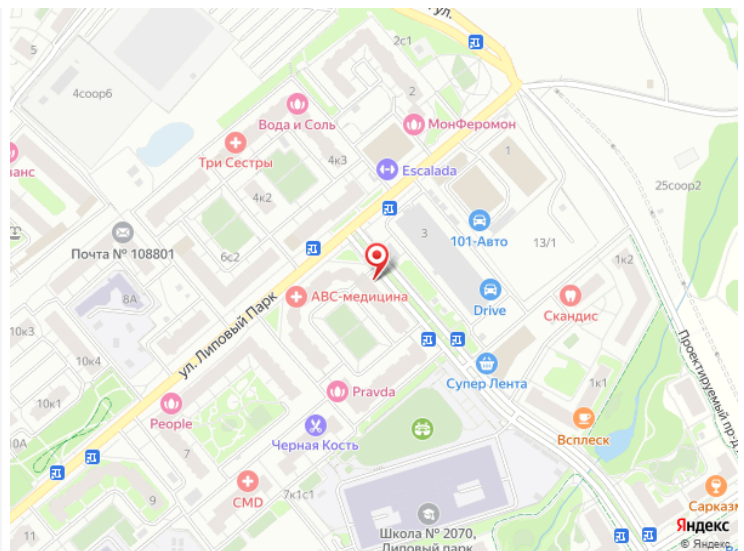 ул.
2с1
5
4соор6
2
Вода и Соль
МонФеромон
Три Сестры
4к3
1
Escalada
4к2
25соор2
Почта № 108801
6с2
3
101-Авто
13/1
1к2
8А
АВС-медицина
Drive
Скандис
10к3
ул. Липовый Парк
10к4
Проектируемый пр-д
Супер Лента
1к1
10к1
Pravda
People
Всплеск
10А
Черная Кость
7
CMD
7к1с1
9
Сарказм
11
Школа № 2070,
Липовый парк
Яндекс
© Яндекс